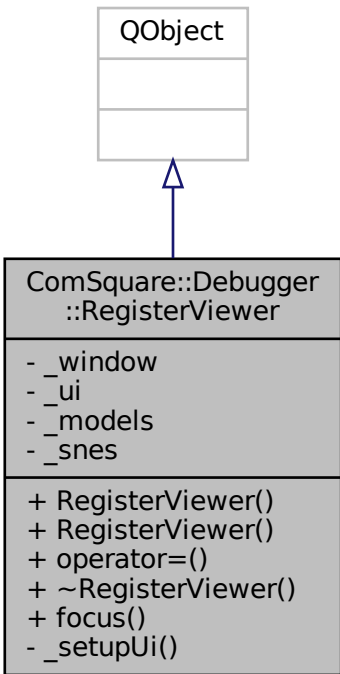 QObject
ComSquare::Debugger
::RegisterViewer
- _window
- _ui
- _models
- _snes
+ RegisterViewer()
+ RegisterViewer()
+ operator=()
+ ~RegisterViewer()
+ focus()
- _setupUi()